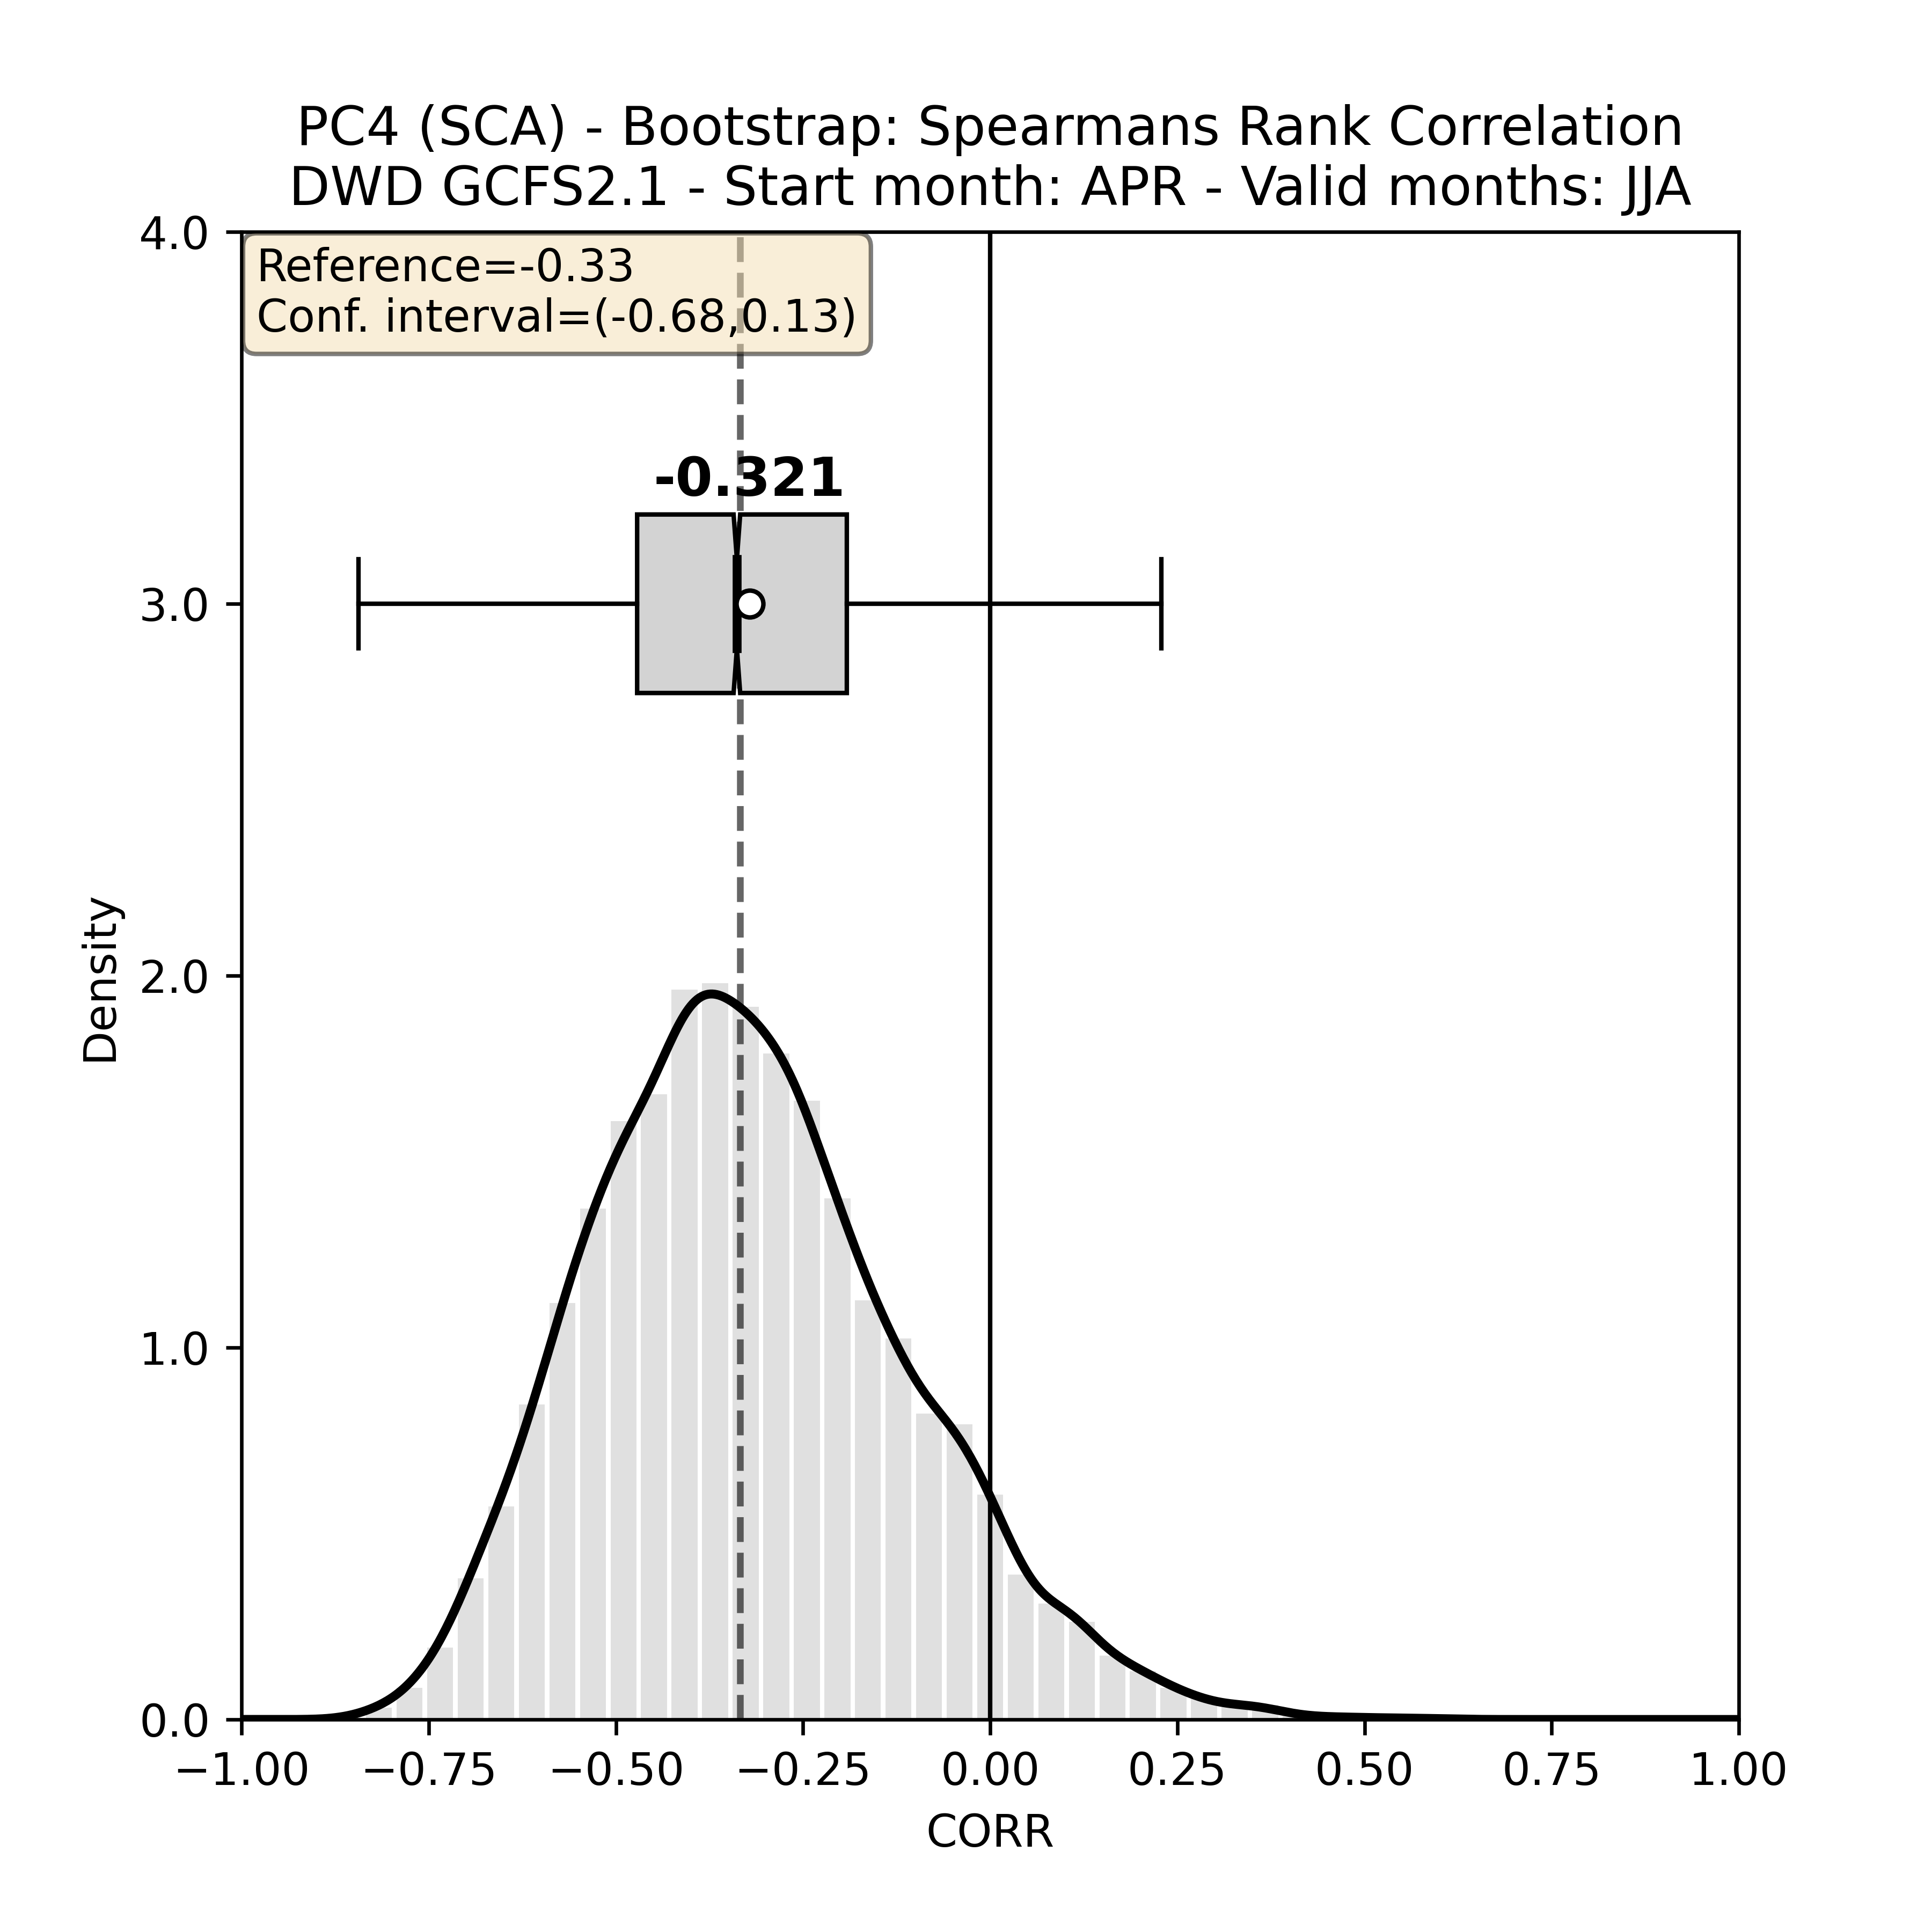 PC4 (SCA) - Bootstrap: Spearmans Rank Correlation
DWD GCFS2.1 - Start month: APR - Valid months: JJA
Reference=-0.33
Conf. interval=(-0.68,0.13)
-0.321
4.0
3.0
2.0
1.0
0.0
Density
−1.00 −0.75 −0.50 −0.25 0.00 0.25 0.50 0.75 1.00
CORR